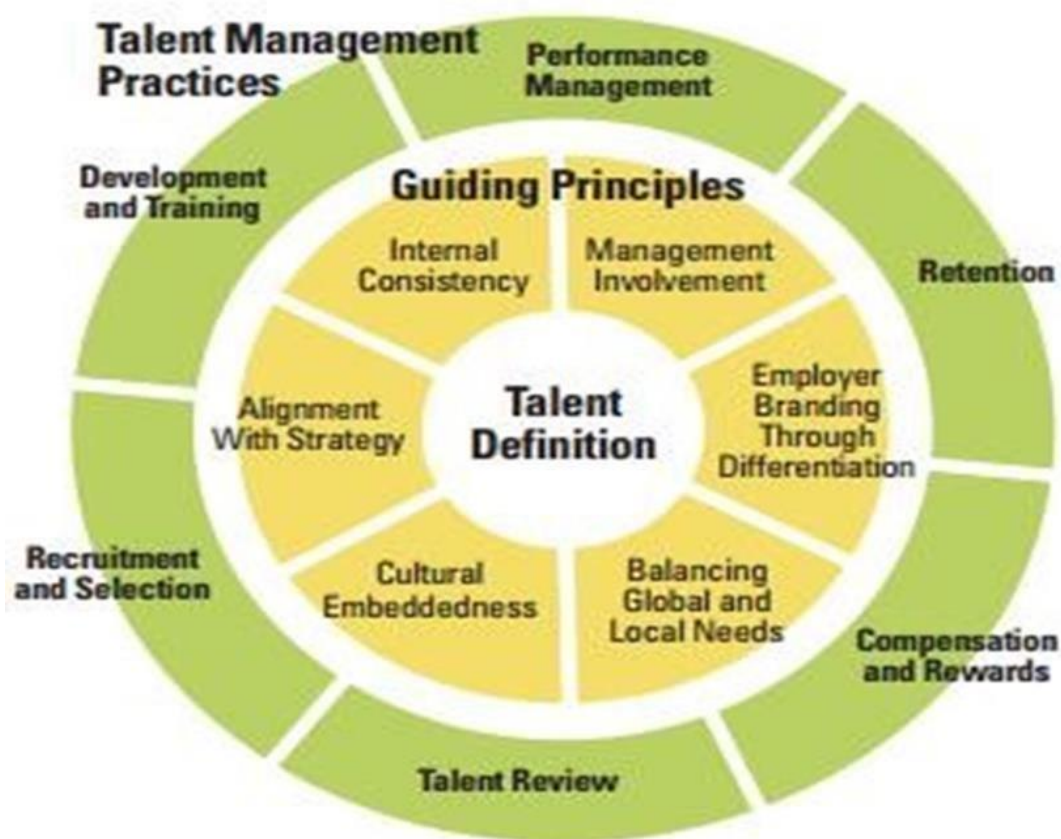 Talent Management
Practices
Performance
Management
Development
and Training
Guiding Principles
Internal
Consistency
Management
Involvement
Retention
Alignment
With Strategy
Talent
Definition
Employer
Branding
Through
Differentiation
Recruitment
and Selection
Cultural
Embeddedness
Balancing
Global and
Local Needs
Compensation
and Rewards
Talent Review